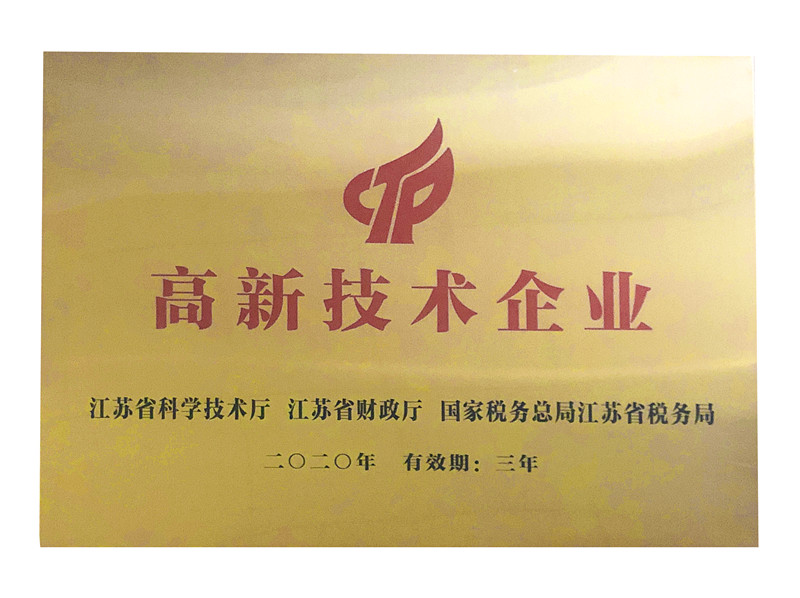 高新技术企业
江苏省科学技术厅 江苏省财政厅 国家税务总局江苏省税务局
二〇二〇年 有效期：三年